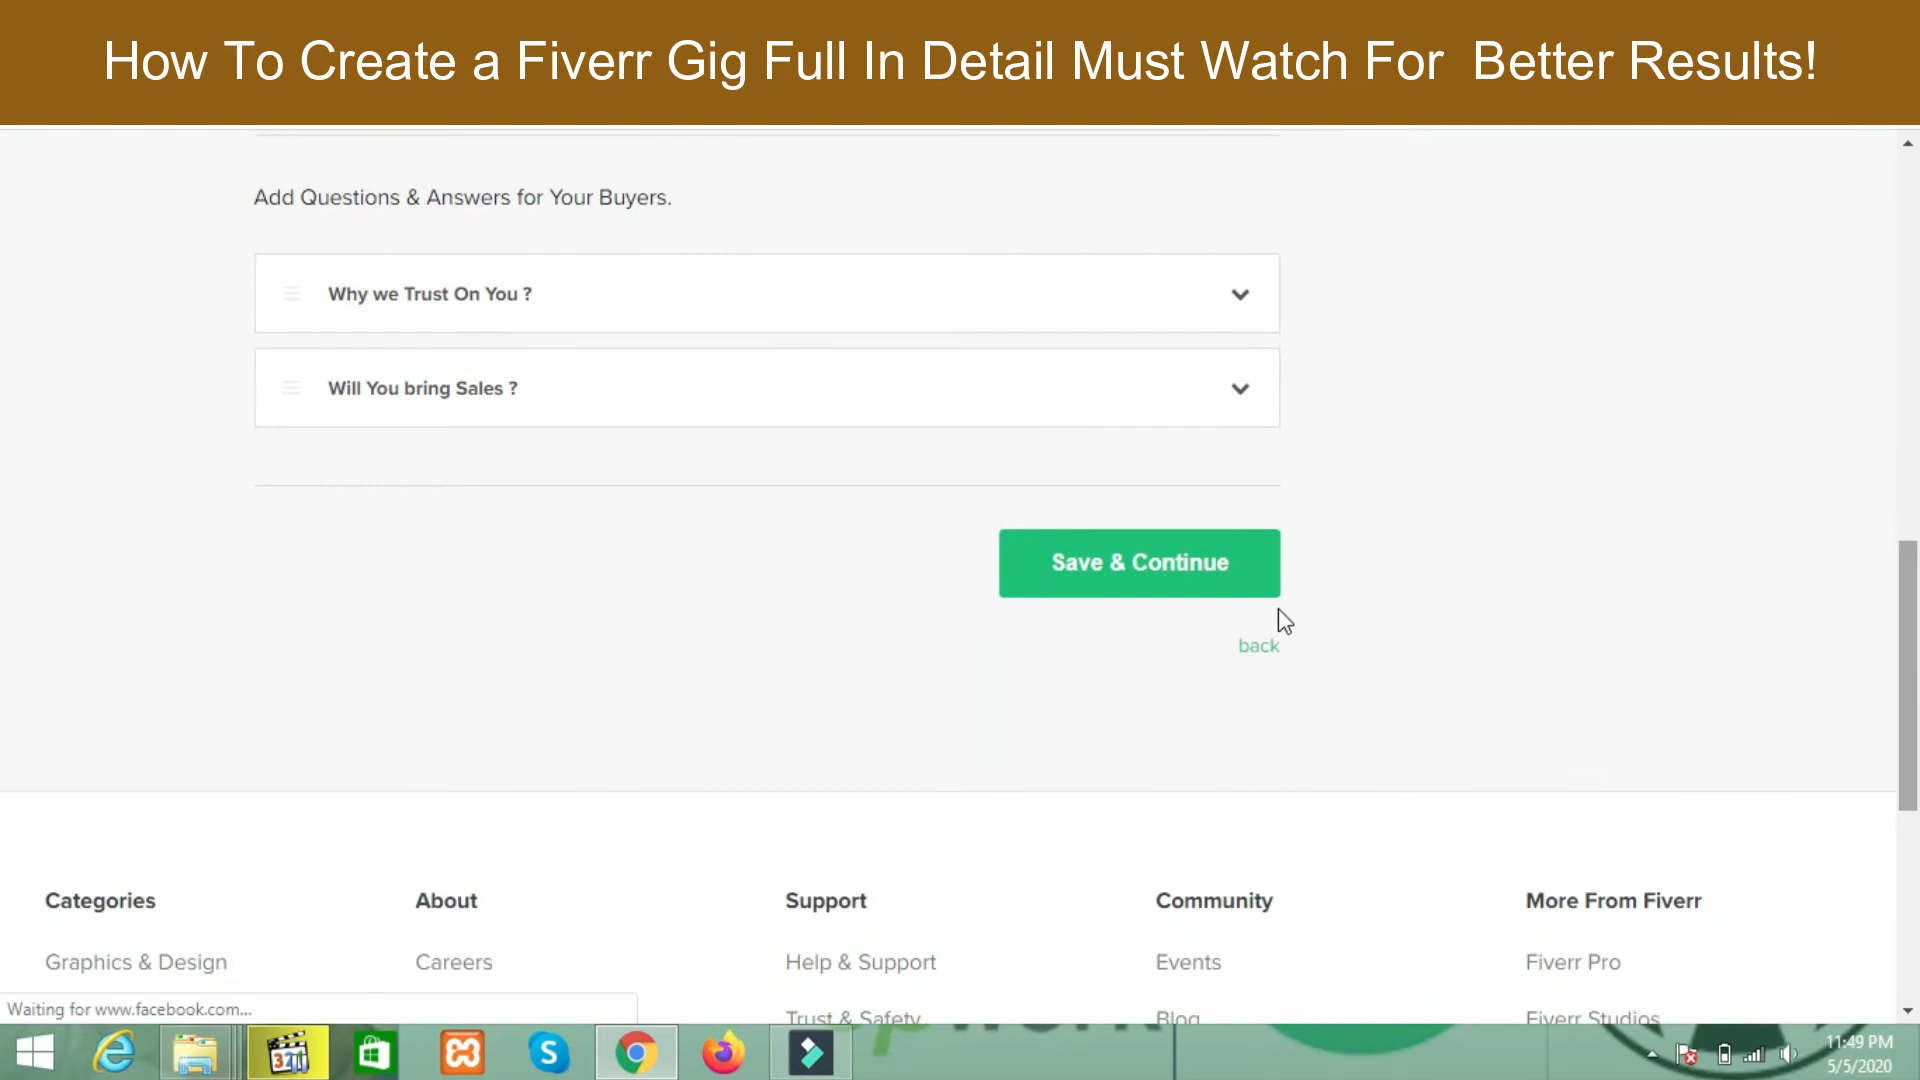 How To Create a Fiverr Gig Full In Detail Must Watch For Better Results!
Add Questions & Answers for Your Buyers.
Why we Trust On You ?
Will You bring Sales ?
Save & Continue
back
Categories
About
Support
Community
More From Fiverr
Graphics & Design
Careers
Help & Support
Events
Fiverr Pro
Waiting for www.facebook.com...
Trust & Safety
Blog
Fiverr Studios
321
S
11:49 PM
5/5/2020